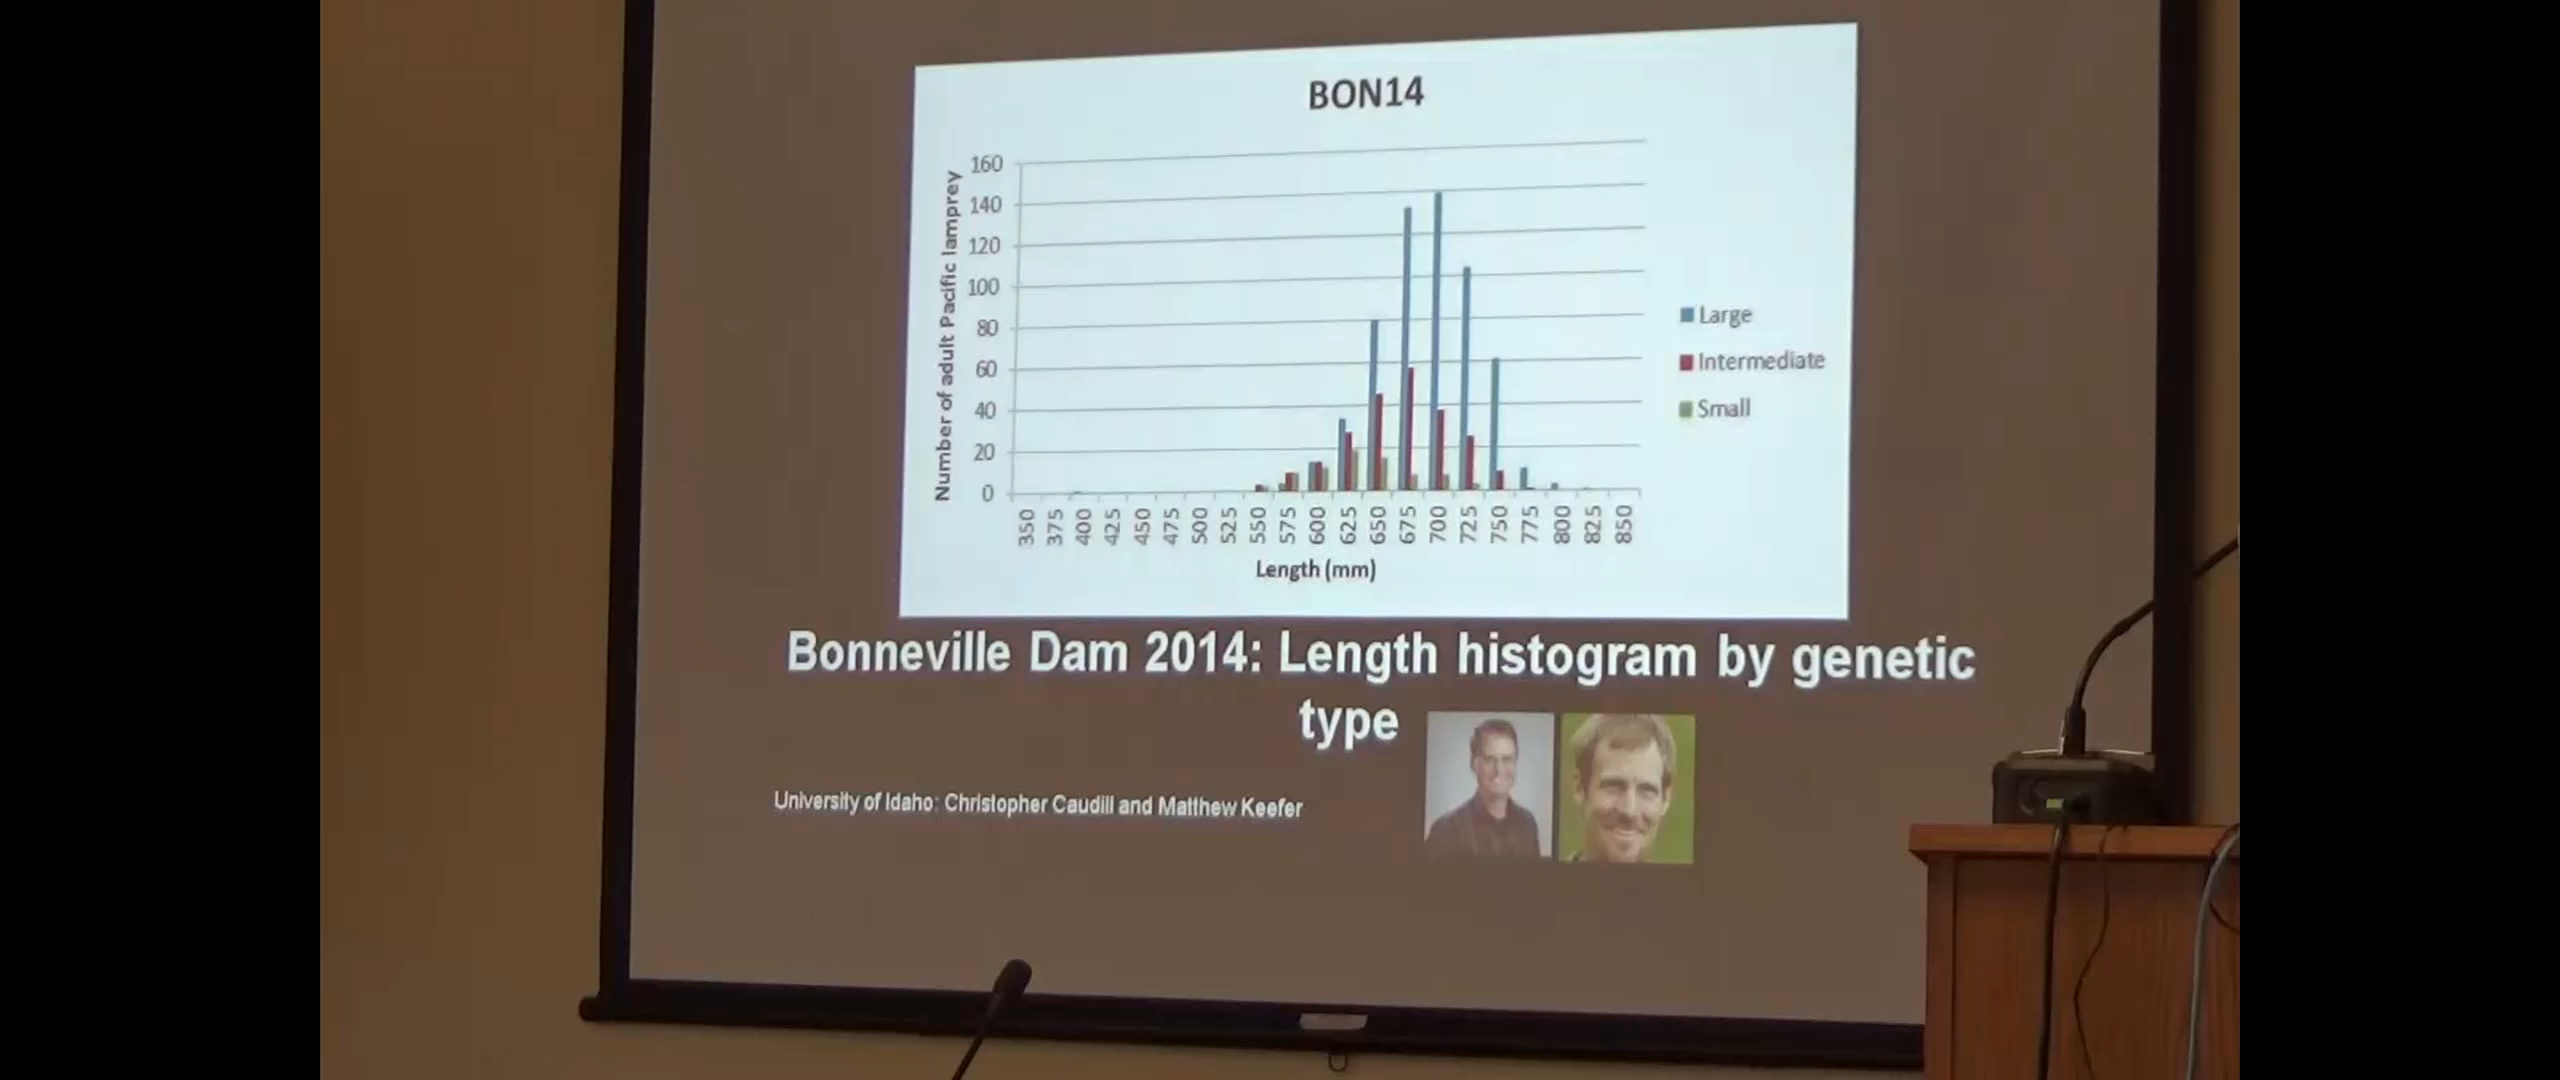 BON14
Number of adult Pacific lamprey
160
140
120
100
80
60
40
20
0
350 375 400 425 450 475 500 525 550 575 600 625 650 675 700 725 750 775 800 825 850
Length (mm)
Large
Intermediate
Small
Bonneville Dam 2014: Length histogram by genetic
type
University of Idaho: Christopher Caudill and Matthew Keefer